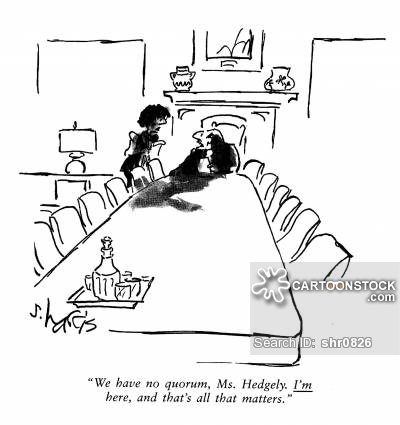 S. Harris
CARTOONSTOCK
.com
Search ID: shr0826
"We have no quorum, Ms. Hedgely. I'm
here, and that's all that matters."